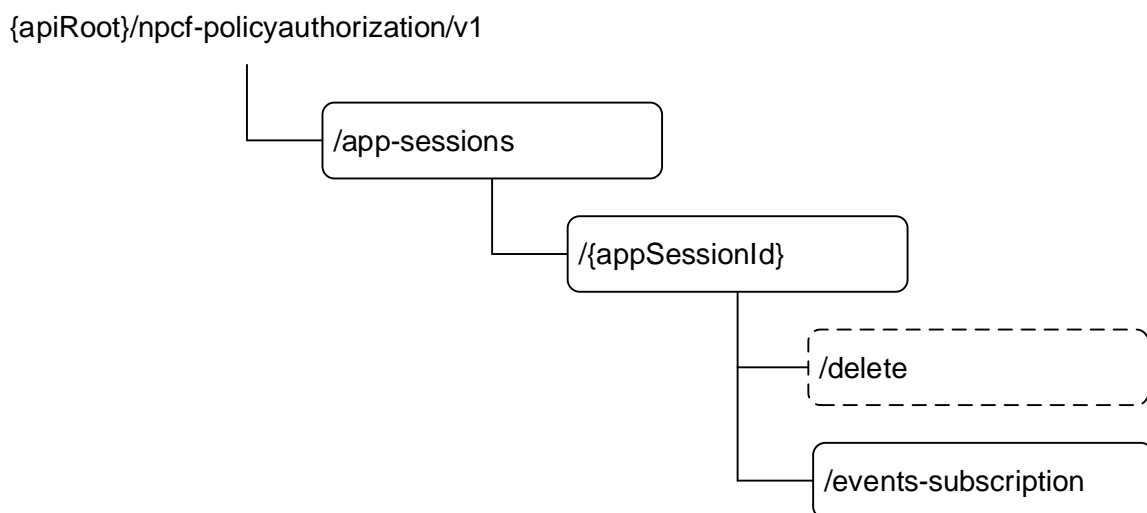 {apiRoot}/npcf-policyauthorization/v1
/app-sessions
/{appSessionId}
/delete
/events-subscription